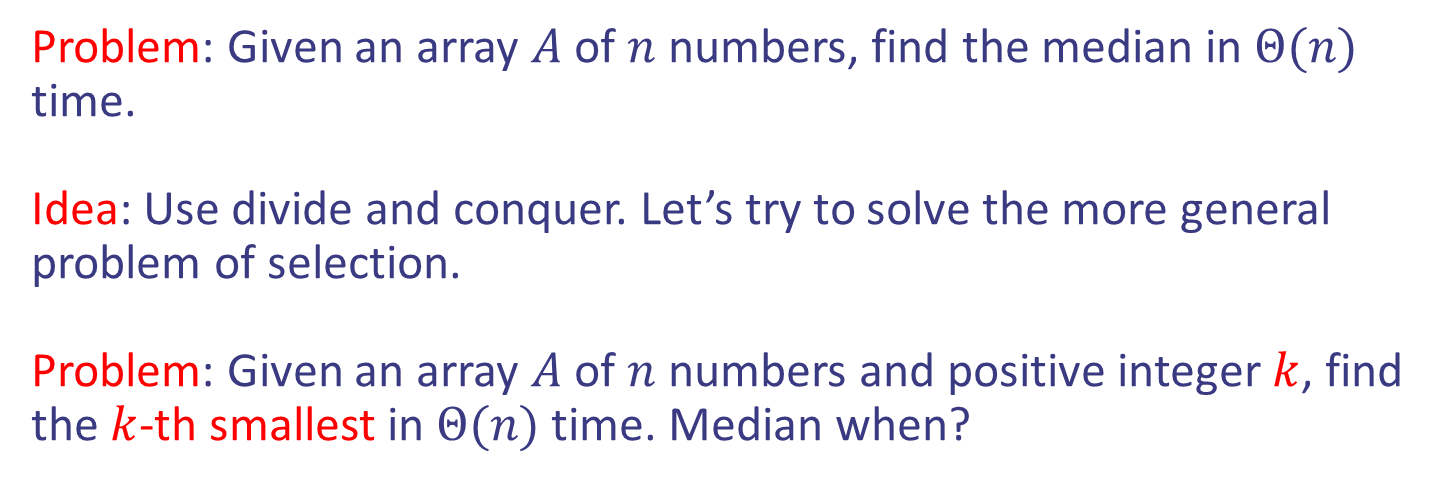 Problem: Given an array A of n numbers, find the median in Θ(n)
time.
Idea: Use divide and conquer. Let’s try to solve the more general
problem of selection.
Problem: Given an array A of n numbers and positive integer k, find
the k-th smallest in Θ(n) time. Median when?